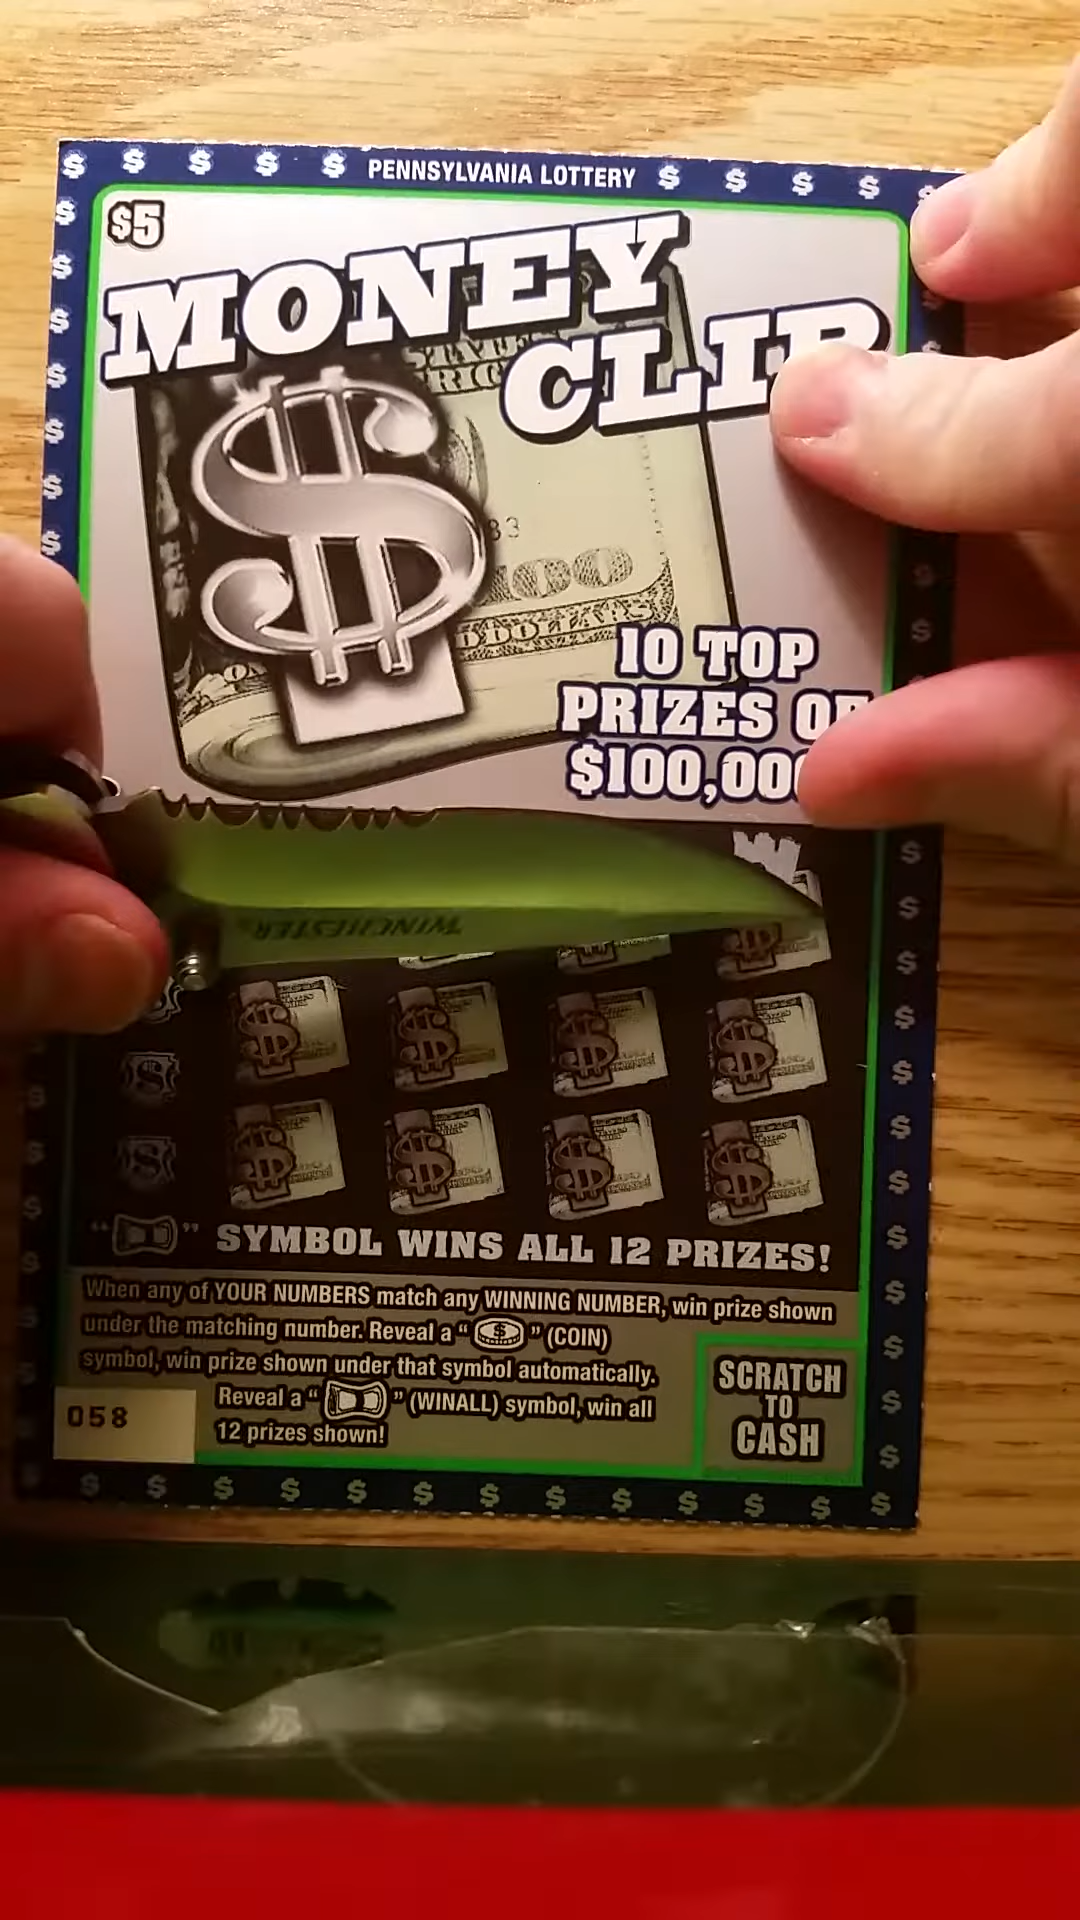 PENNSYLVANIA LOTTERY
$5
MONEY
CLIP
10 TOP
PRIZES OF
$100,000
WINCHESTER
SYMBOL WINS ALL 12 PRIZES!
When any of YOUR NUMBERS match any WINNING NUMBER, win prize shown
under the matching number. Reveal a " " (COIN)
symbol, win prize shown under that symbol automatically.
Reveal a " " (WINALL) symbol, win all
12 prizes shown!
058
SCRATCH
TO
CASH